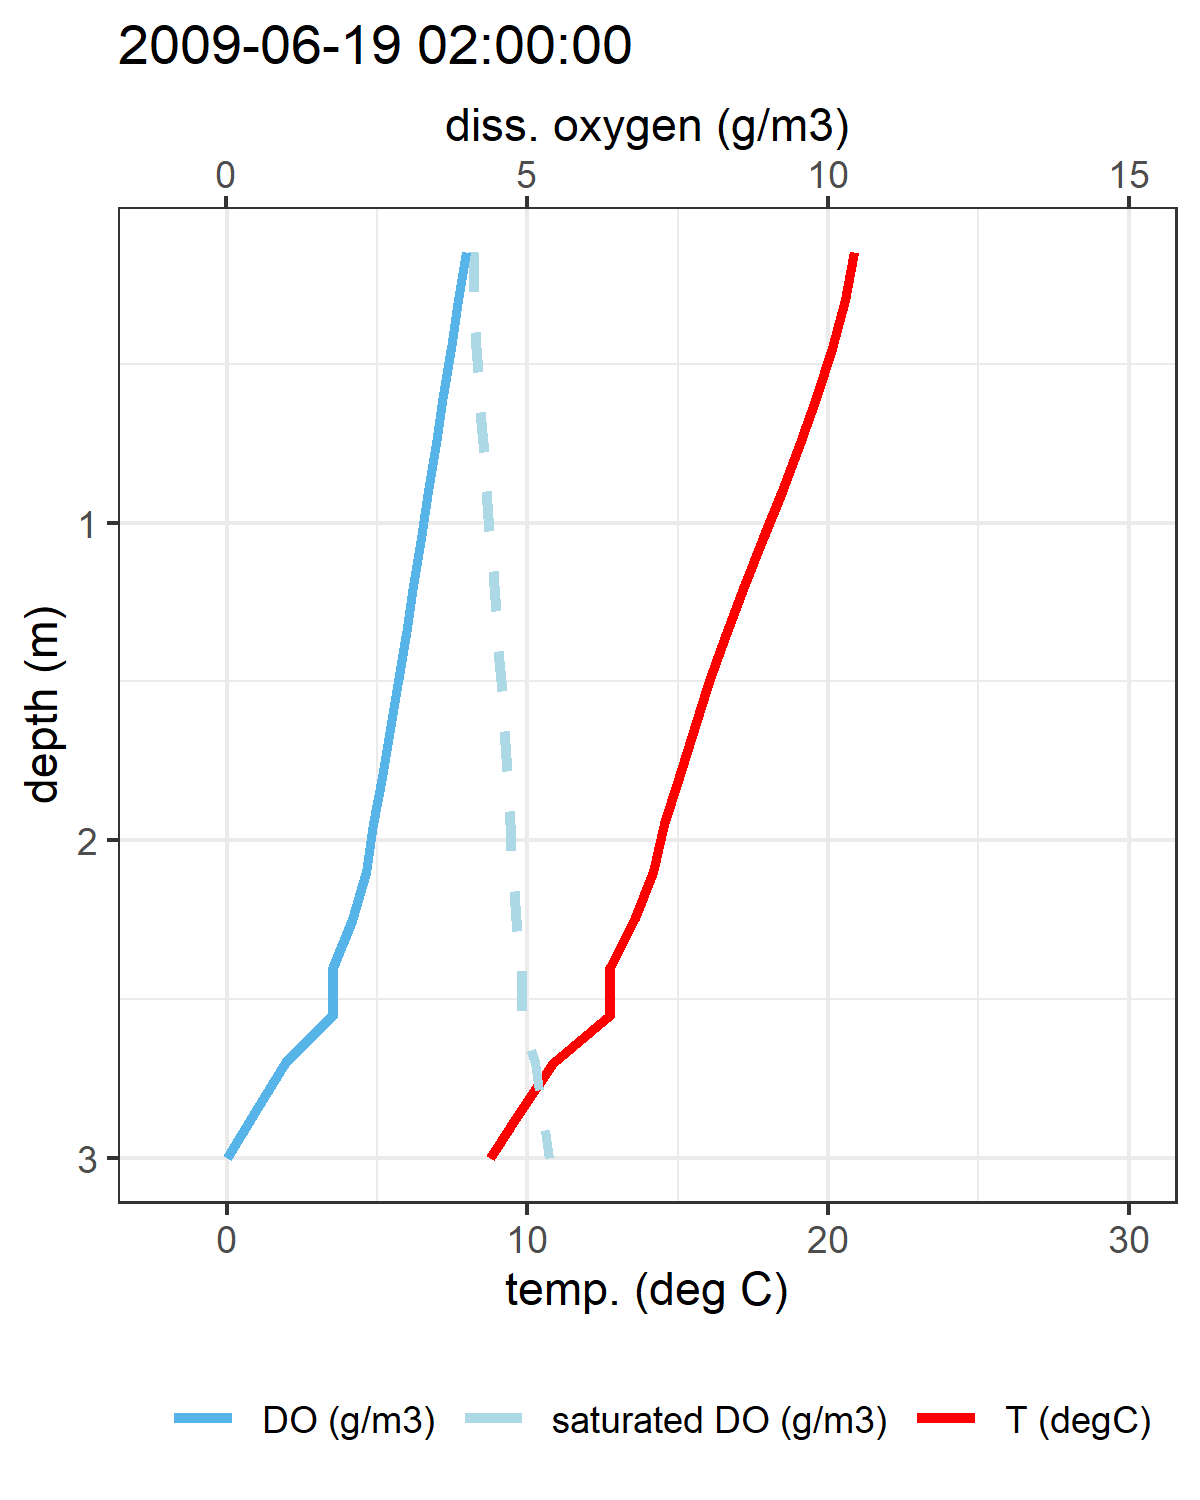 2009-06-19 02:00:00
diss. oxygen (g/m3)
0 5 10 15
depth (m)
1
2
3
0 10 20 30
temp. (deg C)
DO (g/m3) saturated DO (g/m3) T (degC)